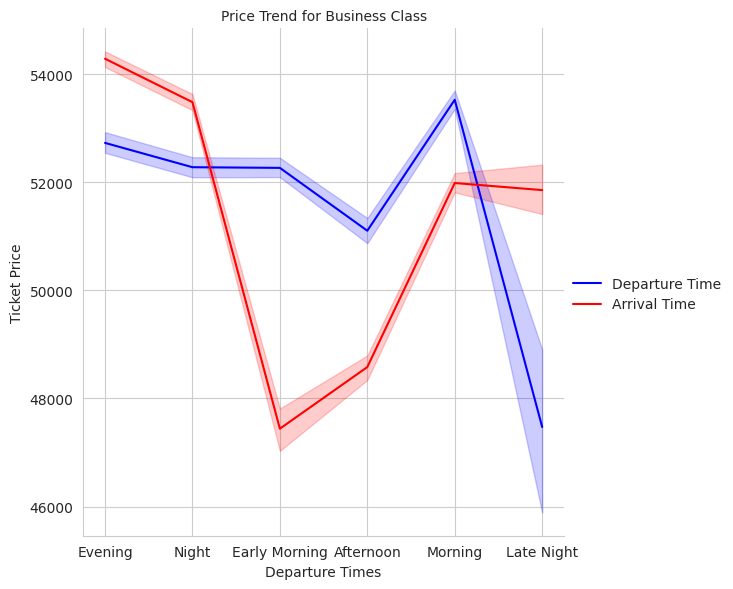 Price Trend for Business Class
54000
52000
50000
48000
46000
Ticket Price
Evening
Night
Early Morning
Afternoon
Morning
Late Night
Departure Times
Departure Time
Arrival Time